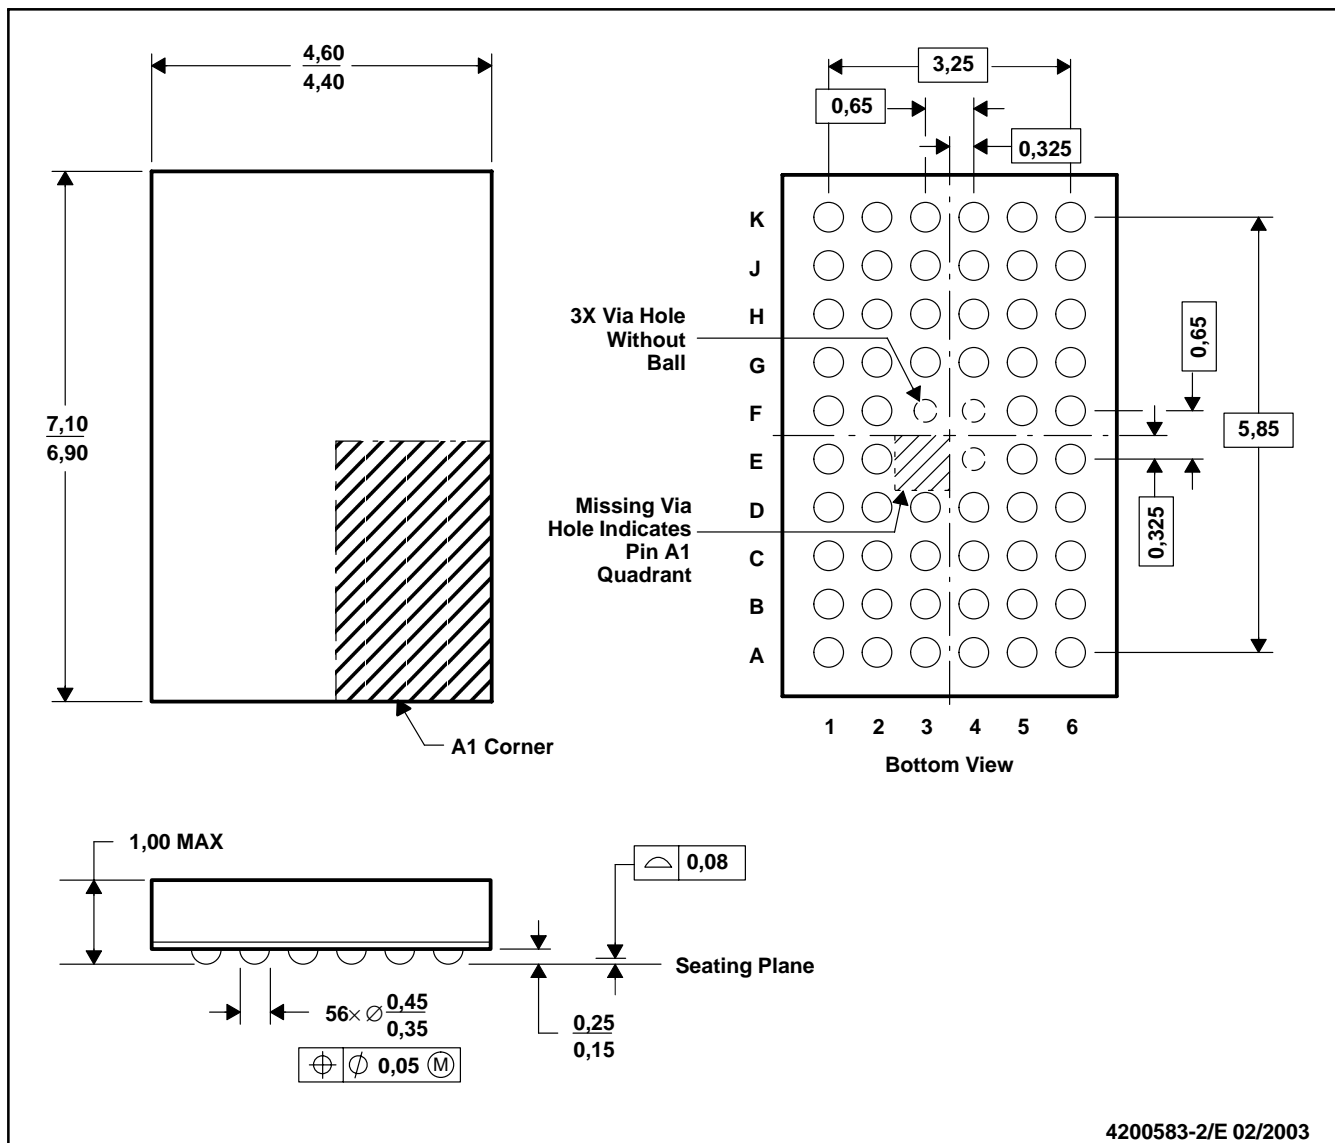 4,60
4,40
3,25
0,65
0,325
7,10
6,90
K
J
H
G
F
E
D
C
B
A
3X Via Hole
Without
Ball
Missing Via
Hole Indicates
Pin A1
Quadrant
0,65
5,85
0,325
A1 Corner
1 2 3 4 5 6
Bottom View
1,00 MAX
⌓ 0,08
Seating Plane
56× ∅ 0,45
0,35
0,25
0,15
⌖ ∅ 0,05 Ⓜ
4200583-2/E 02/2003